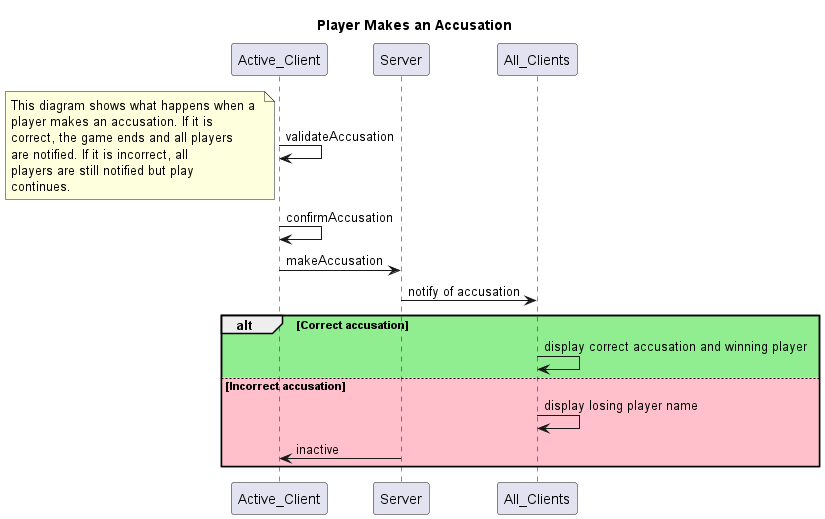 Player Makes an Accusation
Active_Client
Server
All_Clients
This diagram shows what happens when a
player makes an accusation. If it is
correct, the game ends and all players
are notified. If it is incorrect, all
players are still notified but play
continues.
validateAccusation
confirmAccusation
makeAccusation
notify of accusation
alt
[Correct accusation]
display correct accusation and winning player
[Incorrect accusation]
display losing player name
inactive
Active_Client
Server
All_Clients